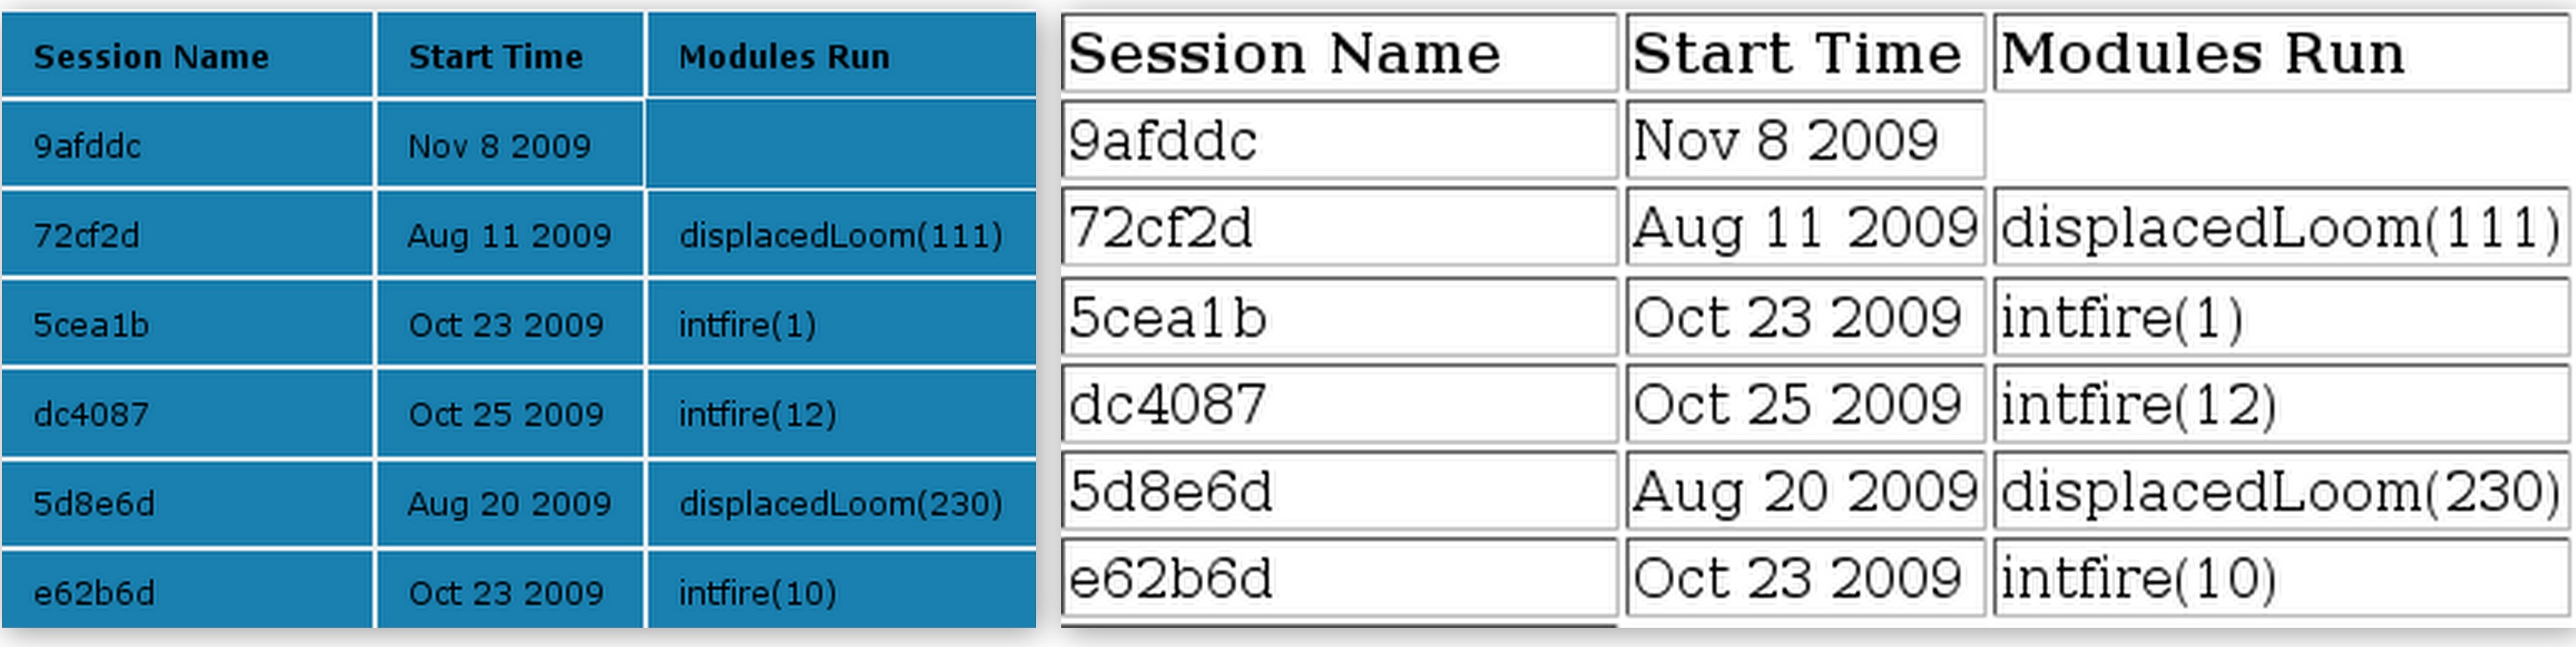 Session Name Start Time Modules Run
9afddc Nov 8 2009
72cf2d Aug 11 2009 displacedLoom(111)
5cea1b Oct 23 2009 intfire(1)
dc4087 Oct 25 2009 intfire(12)
5d8e6d Aug 20 2009 displacedLoom(230)
e62b6d Oct 23 2009 intfire(10)
Session Name Start Time Modules Run
9afddc Nov 8 2009
72cf2d Aug 11 2009 displacedLoom(111)
5cea1b Oct 23 2009 intfire(1)
dc4087 Oct 25 2009 intfire(12)
5d8e6d Aug 20 2009 displacedLoom(230)
e62b6d Oct 23 2009 intfire(10)